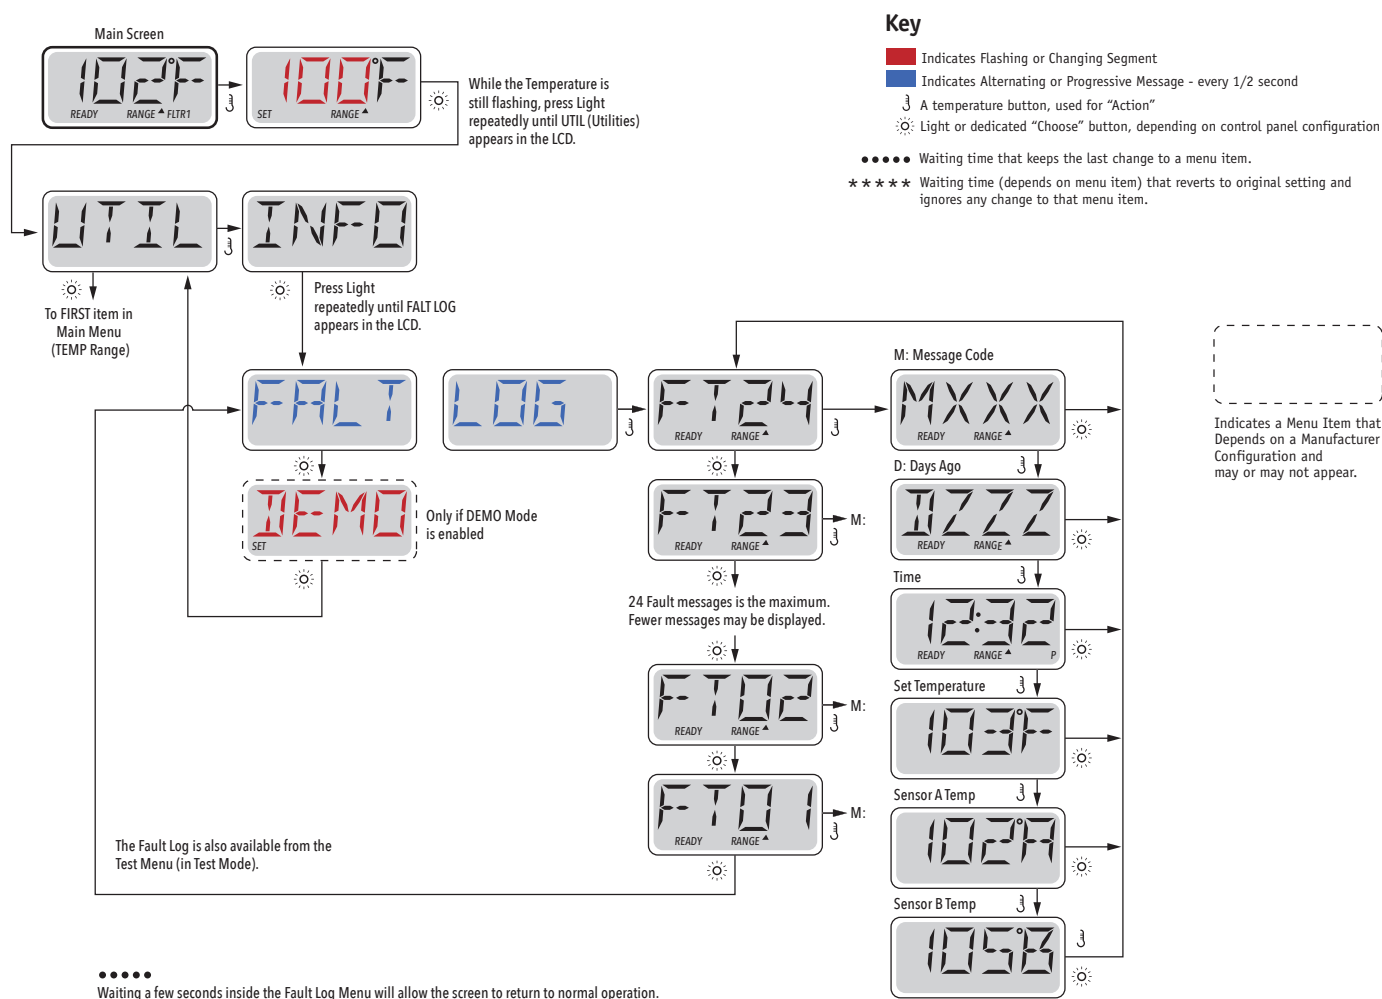 Key
Main Screen
102°F
READY RANGE FLTR1
100°F
SET RANGE
While the Temperature is
still flashing, press Light
repeatedly until UTIL (Utilities)
appears in the LCD.
Indicates Flashing or Changing Segment
Indicates Alternating or Progressive Message - every 1/2 second
A temperature button, used for “Action”
Light or dedicated “Choose” button, depending on control panel configuration
Waiting time that keeps the last change to a menu item.
***** Waiting time (depends on menu item) that reverts to original setting and
ignores any change to that menu item.
UTIL
INFO
To FIRST item in
Main Menu
(TEMP Range)
Press Light
repeatedly until FALT LOG
appears in the LCD.
FALT
LOG
DEMO
SET
Only if DEMO Mode
is enabled
FT24
READY RANGE
FT23
READY RANGE
M:
24 Fault messages is the maximum.
Fewer messages may be displayed.
FT02
READY RANGE
M:
FT01
READY RANGE
M:
M: Message Code
MXXX
READY RANGE
D: Days Ago
DZZZ
READY RANGE
Time
12:32
READY RANGE P
Set Temperature
103°F
Sensor A Temp
102°A
Sensor B Temp
105°B
Indicates a Menu Item that
Depends on a Manufacturer
Configuration and
may or may not appear.
The Fault Log is also available from the
Test Menu (in Test Mode).
Waiting a few seconds inside the Fault Log Menu will allow the screen to return to normal operation.